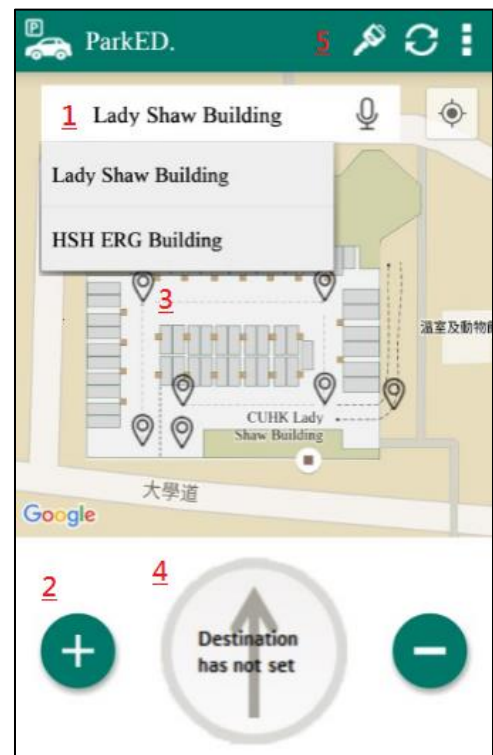 P
ParkED.
5
1
Lady Shaw Building
Lady Shaw Building
HSH ERG Building
3
溫室及動物
CUHK Lady
Shaw Building
大學道
Google
2
4
Destination
has not set